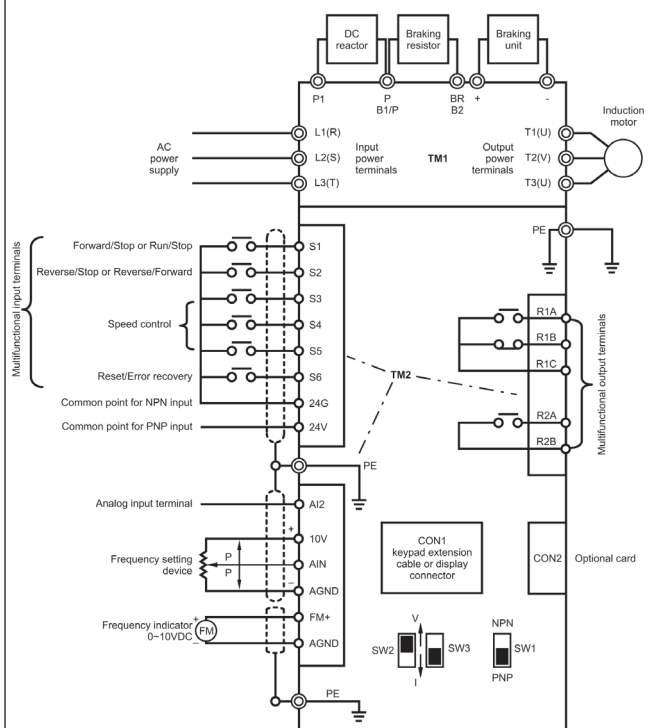 DC
reactor
Braking
resistor
Braking
unit
P1
P
B1/P
BR
B2
+
-
Induction
motor
AC
power
supply
L1(R)
L2(S)
L3(T)
Input
power
terminals
TM1
Output
power
terminals
T1(U)
T2(V)
T3(U)
PE
Multifunctional input terminals
Forward/Stop or Run/Stop
S1
Reverse/Stop or Reverse/Forward
S2
S3
Speed control
S4
S5
Reset/Error recovery
S6
Common point for NPN input
24G
Common point for PNP input
24V
TM2
R1A
R1B
R1C
R2A
R2B
Multifunctional output terminals
PE
Analog input terminal
AI2
Frequency setting
device
P
P
+
10V
AIN
−
AGND
Frequency indicator
0~10VDC
+
FM
−
FM+
AGND
PE
CON1
keypad extension
cable or display
connector
CON2
Optional card
V
SW2
SW3
I
NPN
SW1
PNP